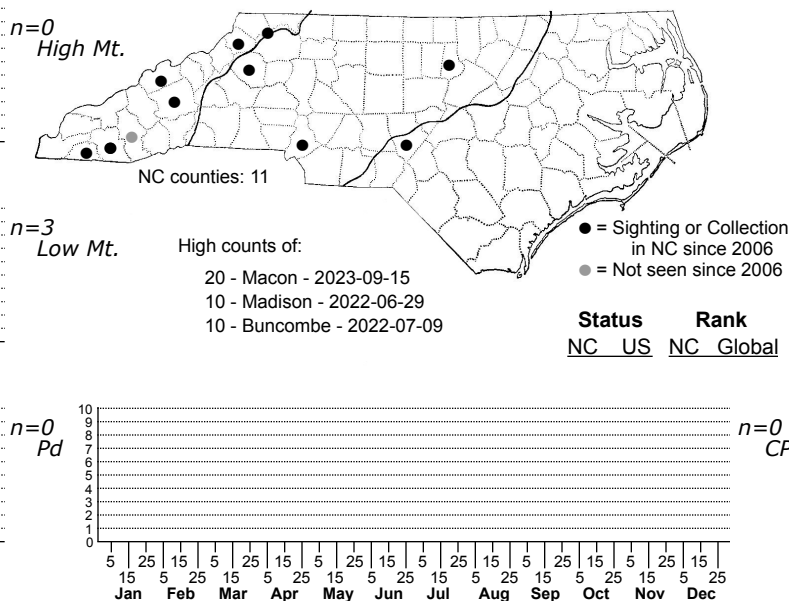 n=0
High Mt.
NC counties: 11
n=3
Low Mt.
High counts of:
20 - Macon - 2023-09-15
10 - Madison - 2022-06-29
10 - Buncombe - 2022-07-09
● = Sighting or Collection
in NC since 2006
● = Not seen since 2006
Status Rank
NC US NC Global
n=0
Pd
10
9
8
7
6
5
4
3
2
1
0
5 25 15 5 25 15 5 25 15 5 25 15 5 25 15 5 25 15
15 5 25 15 5 25 15 5 25 15 5 25 15 5 25 15 5 25
Jan Feb Mar Apr May Jun Jul Aug Sep Oct Nov Dec
n=0
CP